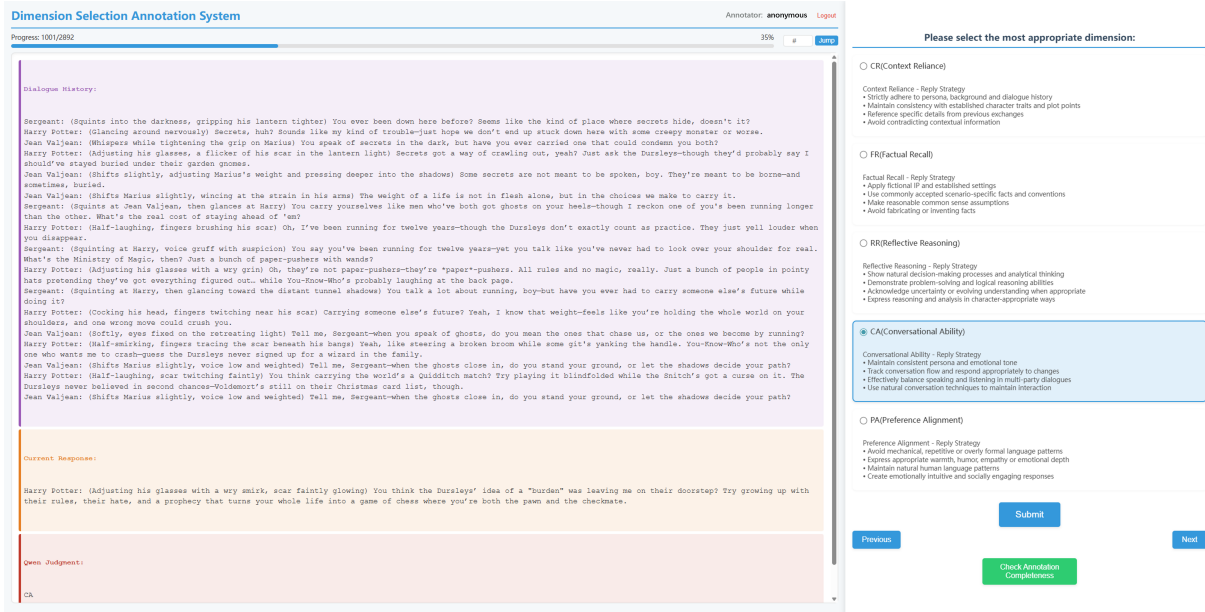 Dimension Selection Annotation System
Annotator: anonymous Logout
Progress: 1001/2892
35%
#
Jump
Dialogue History:
Sergeant: (Squints into the darkness, gripping his lantern tighter) You ever been down here before? Seems like the kind of place where secrets hide, doesn't it?
Harry Potter: (Glancing around nervously) Secrets, huh? Sounds like my kind of trouble—just hope we don't end up stuck down here with some creepy monster or worse.
Jean Valjean: (Whispers while tightening the grip on Marius) You speak of secrets in the dark, but have you ever carried one that could condemn you both?
Harry Potter: (Adjusting his glasses, a flicker of his scar in the lantern light) Secrets got a way of crawling out, yeah? Just ask the Dursleys—though they'd probably say I
should've stayed buried under their garden gnomes.
Jean Valjean: (Shifts slightly, adjusting Marius's weight and pressing deeper into the shadows) Some secrets are not meant to be spoken, boy. They're meant to be borne—and
sometimes, buried.
Jean Valjean: (Shifts Marius slightly, wincing at the strain in his arms) The weight of a life is not in flesh alone, but in the choices we make to carry it.
Sergeant: (Squints at Jean Valjean, then glances at Harry) You carry yourselves like men who've both got ghosts on your heels—though I reckon one of you's been running longer
than the other. What's the real cost of staying ahead of 'em?
Harry Potter: (Half-laughing, fingers brushing his scar) Oh, I've been running for twelve years—though the Dursleys don't exactly count as practice. They just yell louder when
you disappear.
Sergeant: (Squinting at Harry, voice gruff with suspicion) You say you've been running for twelve years—yet you talk like you've never had to look over your shoulder for real.
What's the Ministry of Magic, then? Just a bunch of paper-pushers with wands?
Harry Potter: (Adjusting his glasses with a wry grin) Oh, they're not paper-pushers—they're *paper*-pushers. All rules and no magic, really. Just a bunch of people in pointy
hats pretending they've got everything figured out… while You-Know-Who's probably laughing at the back page.
Sergeant: (Squinting at Harry, then glancing toward the distant tunnel shadows) You talk a lot about running, boy—but have you ever had to carry someone else's future while
doing it?
Harry Potter: (Cocking his head, fingers twitching near his scar) Carrying someone else's future? Yeah, I know that weight—feels like you're holding the whole world on your
shoulders, and one wrong move could crush you.
Jean Valjean: (Softly, eyes fixed on the retreating light) Tell me, Sergeant—when you speak of ghosts, do you mean the ones that chase us, or the ones we become by running?
Harry Potter: (Half-smirking, fingers tracing the scar beneath his bangs) Yeah, like steering a broken broom while some git's yanking the handle. You-Know-Who's not the only
one who wants me to crash—guess the Dursleys never signed up for a wizard in the family.
Jean Valjean: (Shifts Marius slightly, voice low and weighted) Tell me, Sergeant—when the ghosts close in, do you stand your ground, or let the shadows decide your path?
Harry Potter: (Half-laughing, scar twitching faintly) You think carrying the world's a Quidditch match? Try playing it blindfolded while the Snitch's got a curse on it. The
Dursleys never believed in second chances—Voldemort's still on their Christmas card list, though.
Jean Valjean: (Shifts Marius slightly, voice low and weighted) Tell me, Sergeant—when the ghosts close in, do you stand your ground, or let the shadows decide your path?
Current Response:
Harry Potter: (Adjusting his glasses with a wry smirk, scar faintly glowing) You think the Dursleys' idea of a "burden" was leaving me on their doorstep? Try growing up with
their rules, their hate, and a prophecy that turns your whole life into a game of chess where you're both the pawn and the checkmate.
Qwen Judgment:
CA
Please select the most appropriate dimension:
CR(Context Reliance)
Context Reliance - Reply Strategy
• Strictly adhere to persona, background and dialogue history
• Maintain consistency with established character traits and plot points
• Reference specific details from previous exchanges
• Avoid contradicting contextual information
FR(Factual Recall)
Factual Recall - Reply Strategy
• Apply fictional IP and established settings
• Use commonly accepted scenario-specific facts and conventions
• Make reasonable common sense assumptions
• Avoid fabricating or inventing facts
RR(Reflective Reasoning)
Reflective Reasoning - Reply Strategy
• Show natural decision-making processes and analytical thinking
• Demonstrate problem-solving and logical reasoning abilities
• Acknowledge uncertainty or evolving understanding when appropriate
• Express reasoning and analysis in character-appropriate ways
CA(Conversational Ability)
Conversational Ability - Reply Strategy
• Maintain consistent persona and emotional tone
• Track conversation flow and respond appropriately to changes
• Effectively balance speaking and listening in multi-party dialogues
• Use natural conversation techniques to maintain interaction
PA(Preference Alignment)
Preference Alignment - Reply Strategy
• Avoid mechanical, repetitive or overly formal language patterns
• Express appropriate warmth, humor, empathy or emotional depth
• Maintain natural human language patterns
• Create emotionally intuitive and socially engaging responses
Submit
Previous
Next
Check Annotation
Completeness